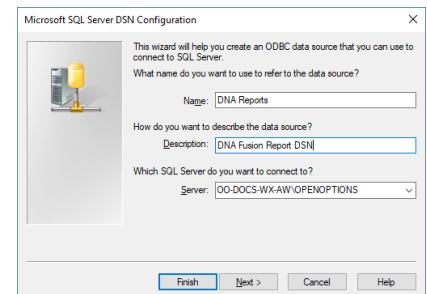 Microsoft SQL Server DSN Configuration
This wizard will help you create an ODBC data source that you can use to
connect to SQL Server.
What name do you want to use to refer to the data source?
Name: DNA Reports
How do you want to describe the data source?
Description: DNA Fusion Report DSN
Which SQL Server do you want to connect to?
Server: OO-DOCS-WX-AW\OPENOPTIONS
Finish Next > Cancel Help